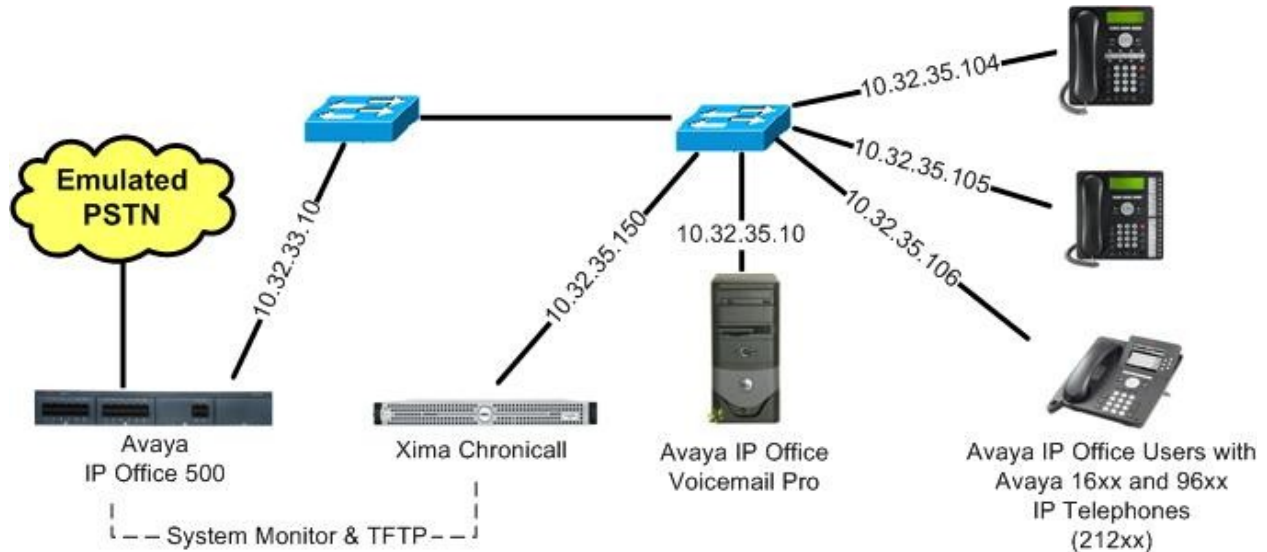 Emulated
PSTN
10.32.33.10
10.32.35.150
10.32.35.10
10.32.35.104
10.32.35.105
10.32.35.106
Avaya
IP Office 500
Xima Chronicall
Avaya IP Office
Voicemail Pro
Avaya IP Office Users with
Avaya 16xx and 96xx
IP Telephones
(212xx)
System Monitor & TFTP